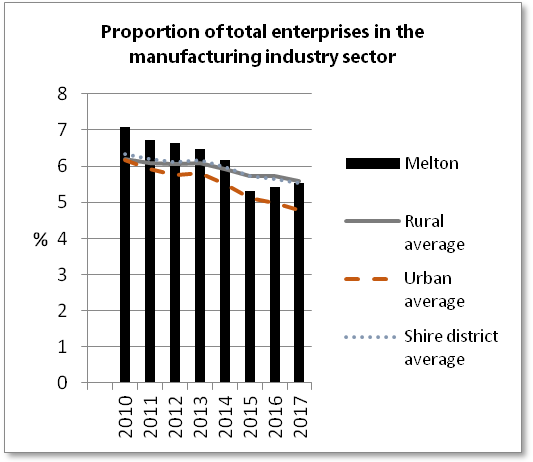 Proportion of total enterprises in the
manufacturing industry sector
8
7
6
5
4
3
2
1
0
%
2010
2011
2012
2013
2014
2015
2016
2017
Melton
Rural
average
Urban
average
Shire district
average